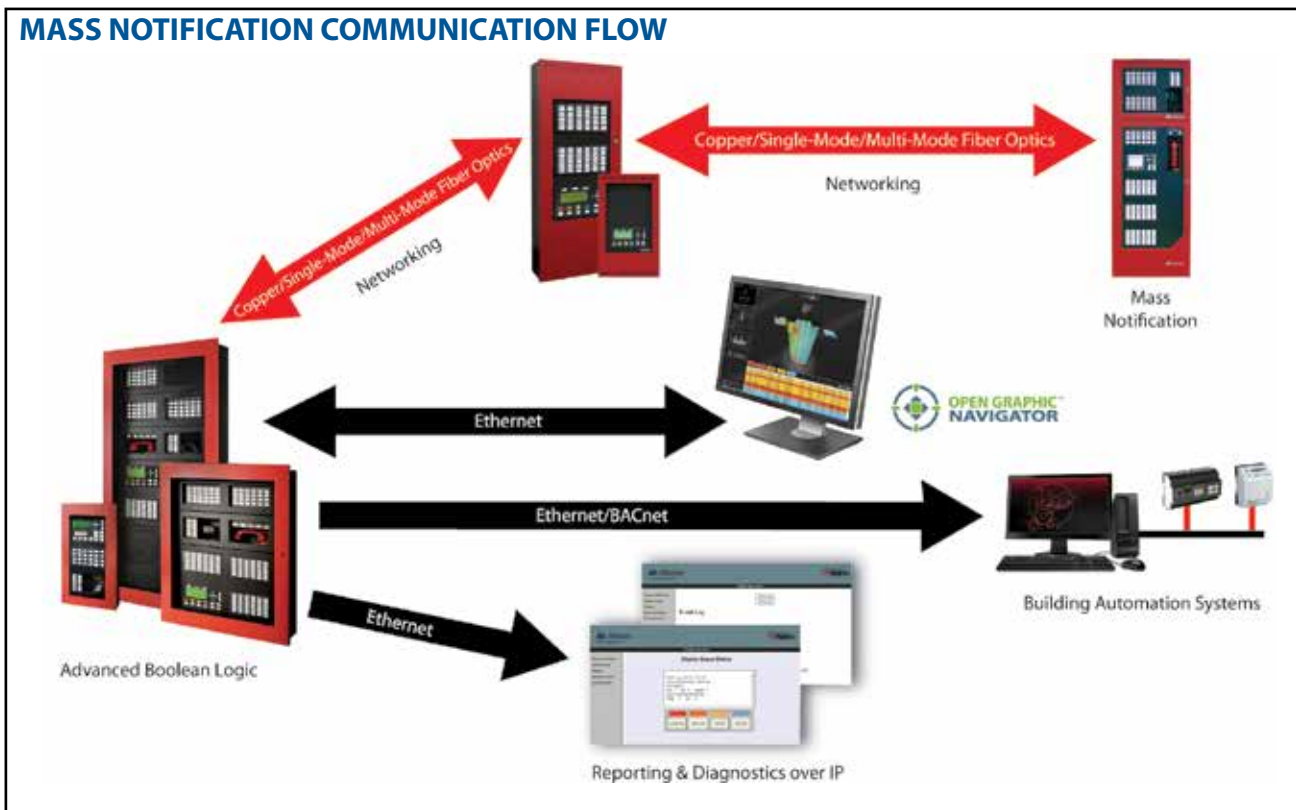 MASS NOTIFICATION COMMUNICATION FLOW
Copper/Single-Mode/Multi-Mode Fiber Optics
Networking
Copper/Single-Mode/Multi-Mode Fiber Optics
Networking
Mass
Notification
Ethernet
OPEN GRAPHIC™
NAVIGATOR
Ethernet/BACnet
Building Automation Systems
Ethernet
Advanced Boolean Logic
Reporting & Diagnostics over IP